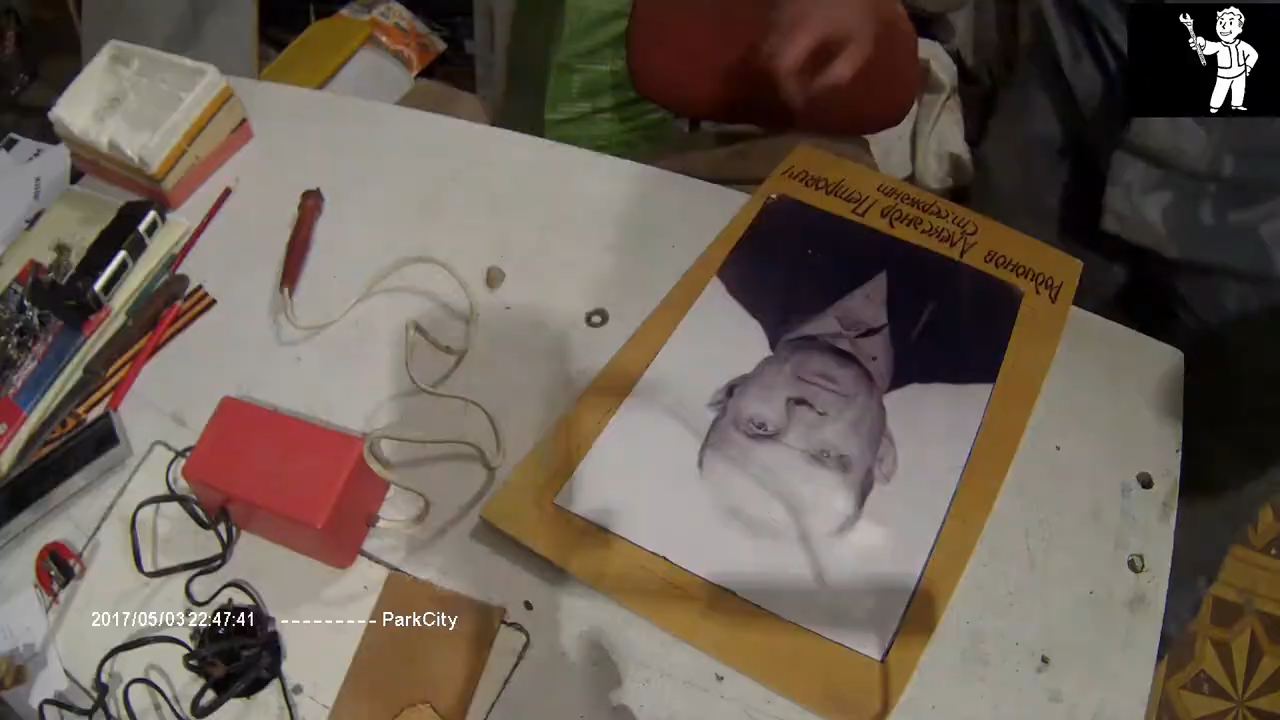 Родионов Александр Петрович
Ст. сержант
2017/05/03 22:47:41 --------- ParkCity